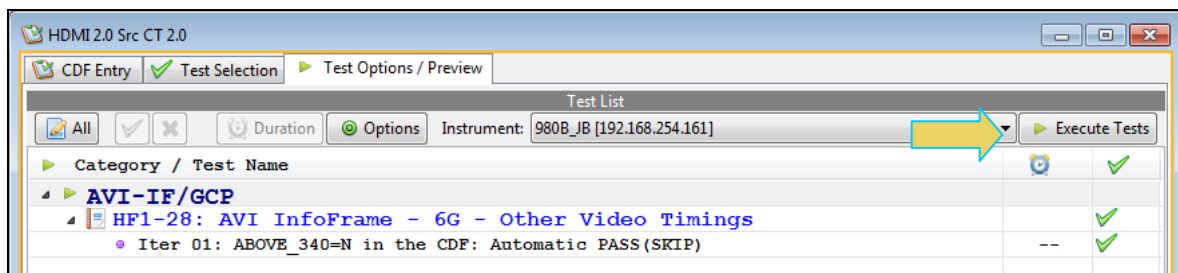 HDMI 2.0 Src CT 2.0
CDF Entry Test Selection Test Options / Preview
Test List
All Duration Options Instrument: 980B_JB [192.168.254.161] Execute Tests
Category / Test Name
AVI-IF/GCP
HF1-28: AVI InfoFrame - 6G - Other Video Timings
Iter 01: ABOVE_340=N in the CDF: Automatic PASS(SKIP) --